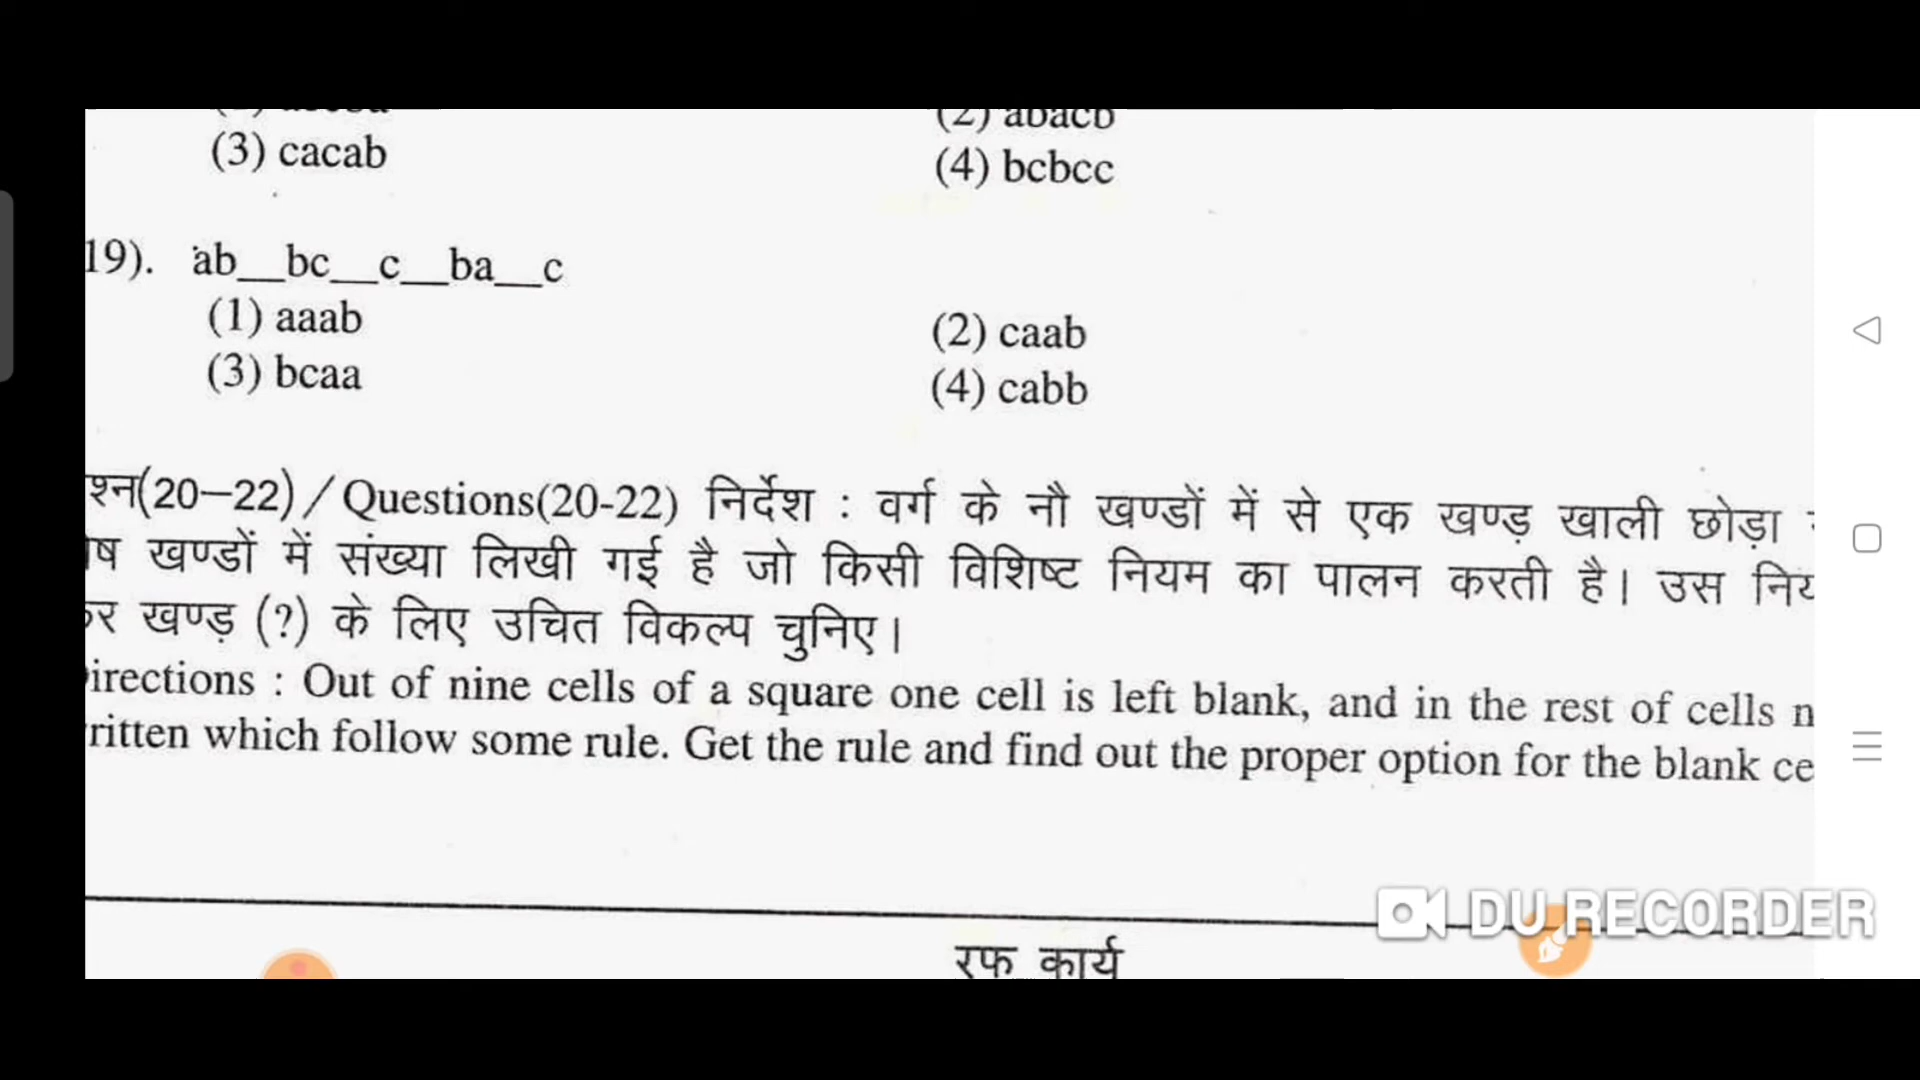 (2) abacb
(3) cacab
(4) bcbcc
19). ab__bc__c__ba__c
(1) aaab
(2) caab
(3) bcaa
(4) cabb
श्न(20–22)/Questions(20-22) निर्देश : वर्ग के नौ खण्डों में से एक खण्ड़ खाली छोड़ा
ष खण्डों में संख्या लिखी गई है जो किसी विशिष्ट नियम का पालन करती है। उस निय
कर खण्ड़ (?) के लिए उचित विकल्प चुनिए।
irections : Out of nine cells of a square one cell is left blank, and in the rest of cells n
ritten which follow some rule. Get the rule and find out the proper option for the blank ce
DU RECORDER
रफ कार्य